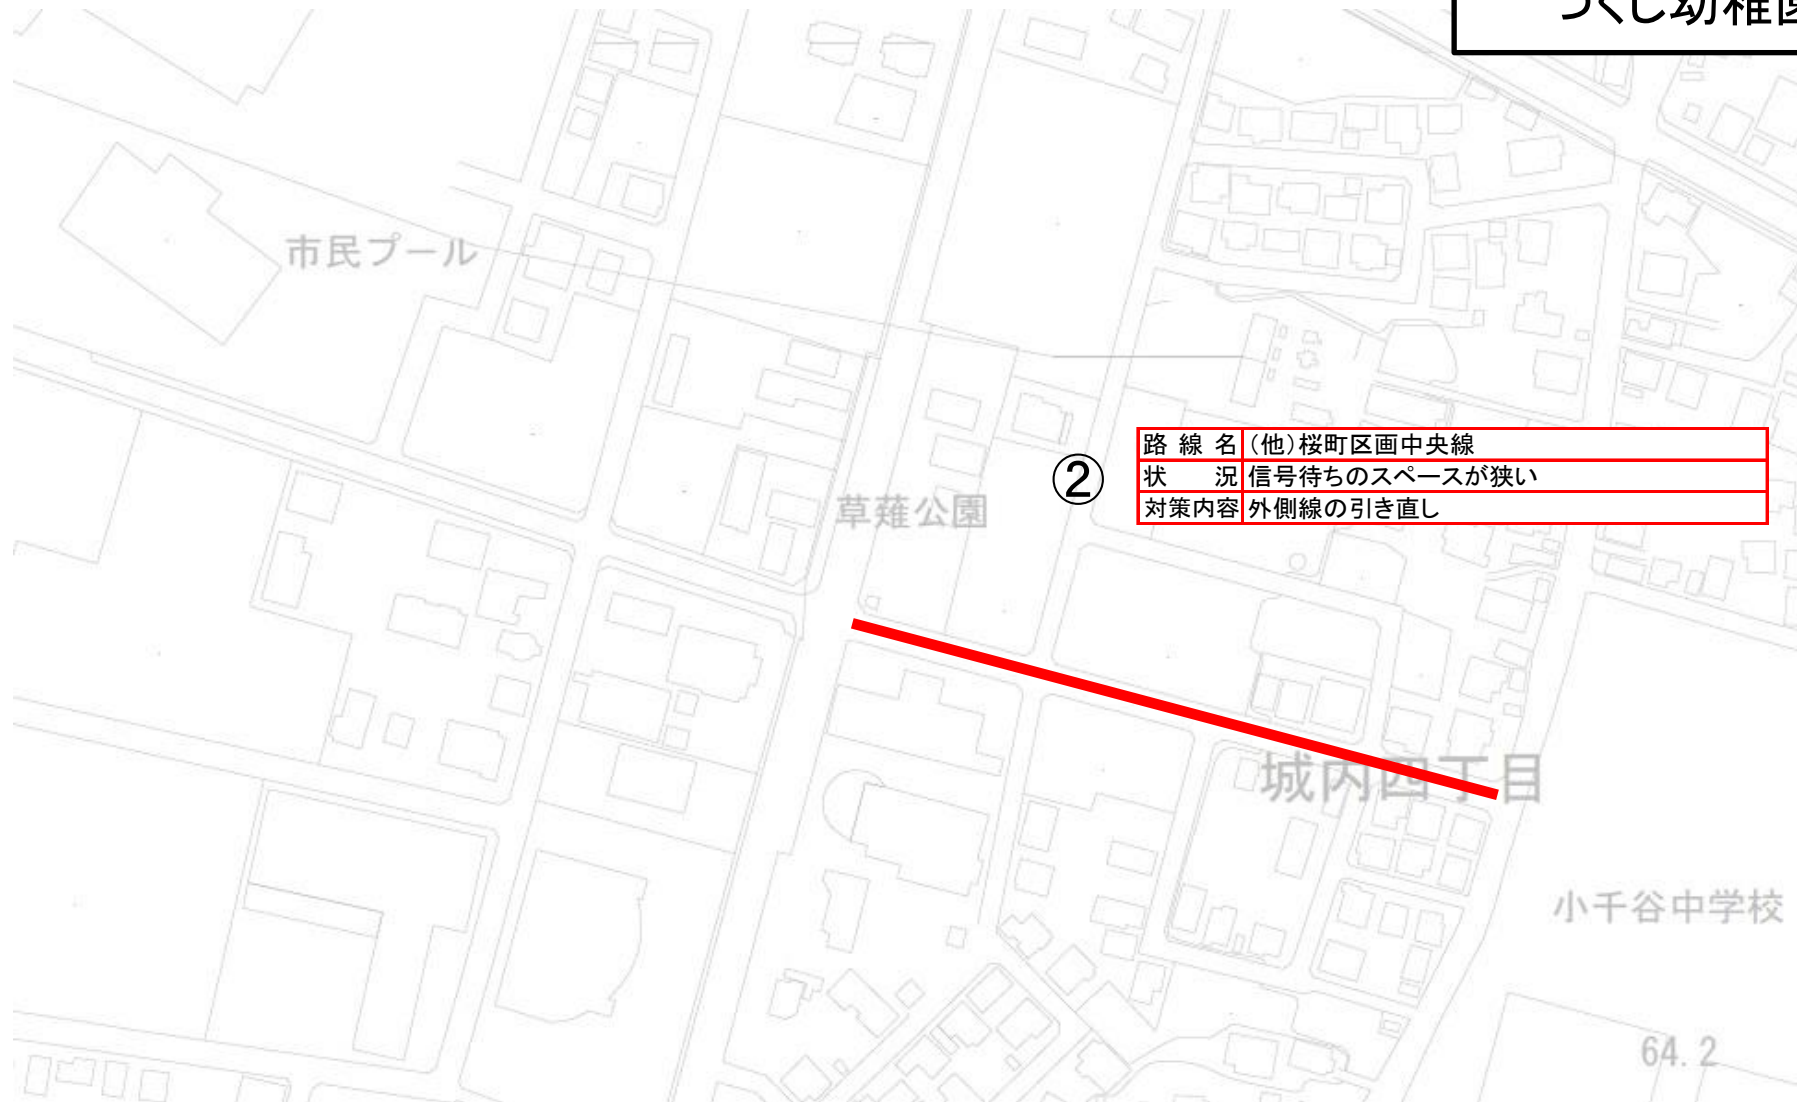 つくし幼稚園
市民プール
路線名 (他)桜町区画中央線
② 状況 信号待ちのスペースが狭い
対策内容 外側線の引き直し
草薙公園
城内四丁目
小千谷中学校
64.2